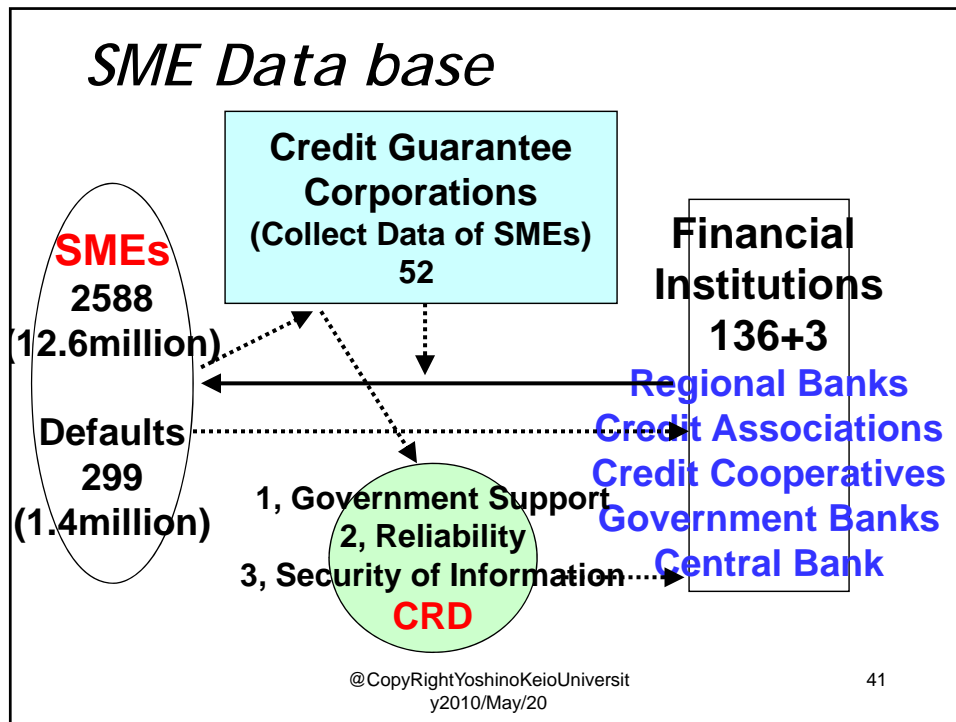 SME Data base
Credit Guarantee
Corporations
(Collect Data of SMEs)
52
SMEs
2588
(12.6million)
Defaults
299
(1.4million)
Financial
Institutions
136+3
Regional Banks
Credit Associations
Credit Cooperatives
Government Banks
Central Bank
1, Government Support
2, Reliability
3, Security of Information
CRD
@CopyRightYoshinoKeioUniversit
y2010/May/20
41